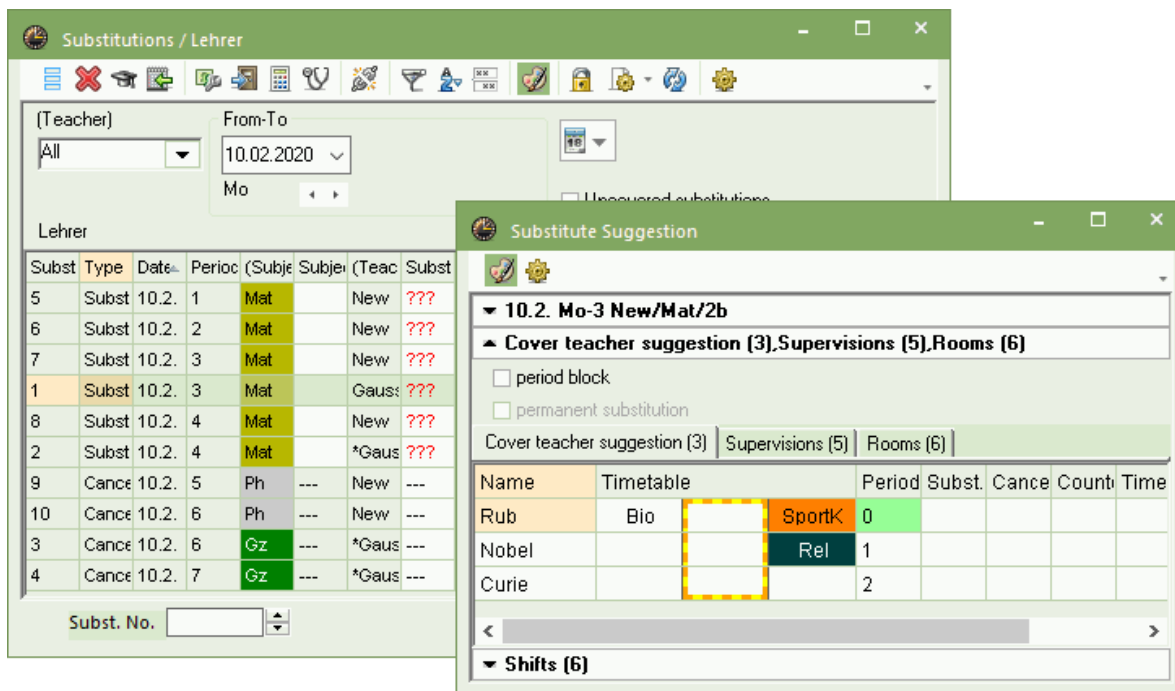 Substitutions / Lehrer
(Teacher) From-To
All 10.02.2020
18
Mo
Uncovered substitutions
Lehrer
Subst Type Date Perioc (Subje Subjec (Teac Subst
5 Subst 10.2. 1 Mat New ???
6 Subst 10.2. 2 Mat New ???
7 Subst 10.2. 3 Mat New ???
1 Subst 10.2. 3 Mat Gauss ???
8 Subst 10.2. 4 Mat New ???
2 Subst 10.2. 4 Mat *Gaus ???
9 Cance 10.2. 5 Ph --- New ---
10 Cance 10.2. 6 Ph --- New ---
3 Cance 10.2. 6 Gz --- *Gaus ---
4 Cance 10.2. 7 Gz --- *Gaus ---
Subst. No.
Substitute Suggestion
10.2. Mo-3 New/Mat/2b
Cover teacher suggestion (3),Supervisions (5),Rooms (6)
period block
permanent substitution
Cover teacher suggestion (3) Supervisions (5) Rooms (6)
Name Timetable Period Subst. Cance Counti Time
Rub Bio SportK 0
Nobel Rel 1
Curie 2
Shifts (6)